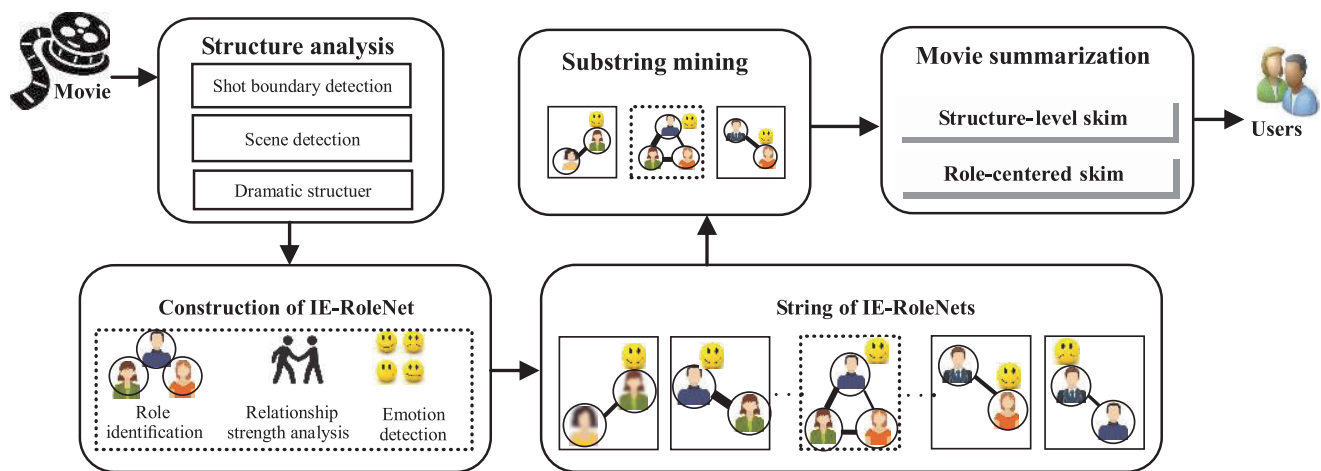 Movie
Structure analysis
Shot boundary detection
Scene detection
Dramatic structuer
Construction of IE-RoleNet
Role
identification
Relationship
strength analysis
Emotion
detection
String of IE-RoleNets
Substring mining
Movie summarization
Structure-level skim
Role-centered skim
Users